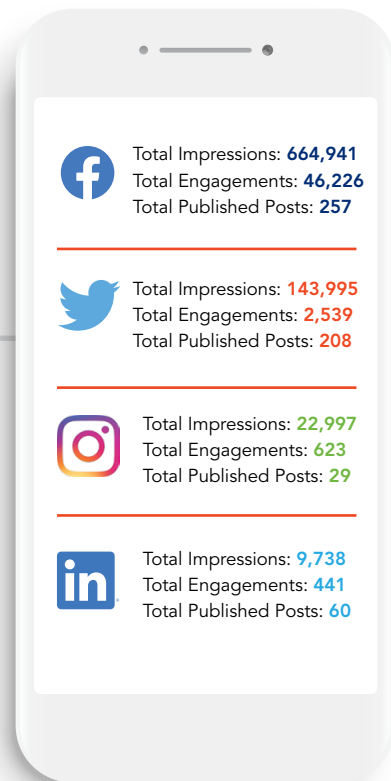 Total Impressions: 664,941
Total Engagements: 46,226
Total Published Posts: 257
Total Impressions: 143,995
Total Engagements: 2,539
Total Published Posts: 208
Total Impressions: 22,997
Total Engagements: 623
Total Published Posts: 29
in
Total Impressions: 9,738
Total Engagements: 441
Total Published Posts: 60